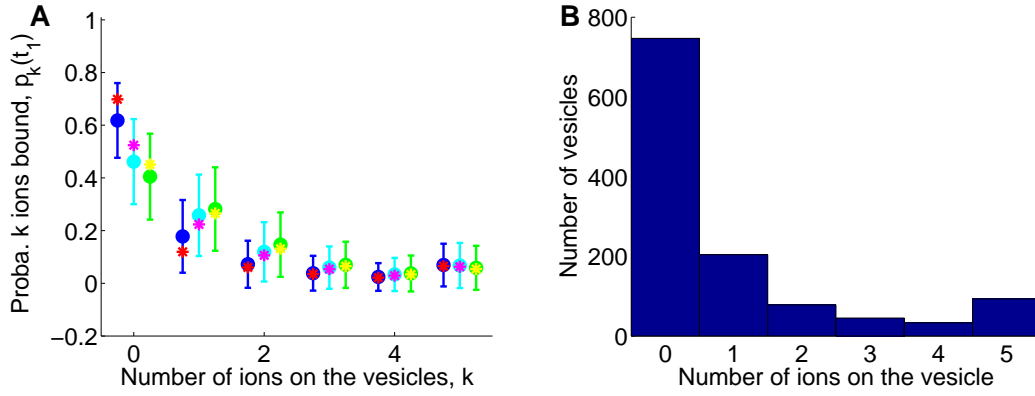 A
Proba. k ions bound, p_k(t_1)
1
0.8
0.6
0.4
0.2
0
−0.2
0 2 4
Number of ions on the vesicles, k
B
Number of vesicles
800
600
400
200
0
0 1 2 3 4 5
Number of ions on the vesicle